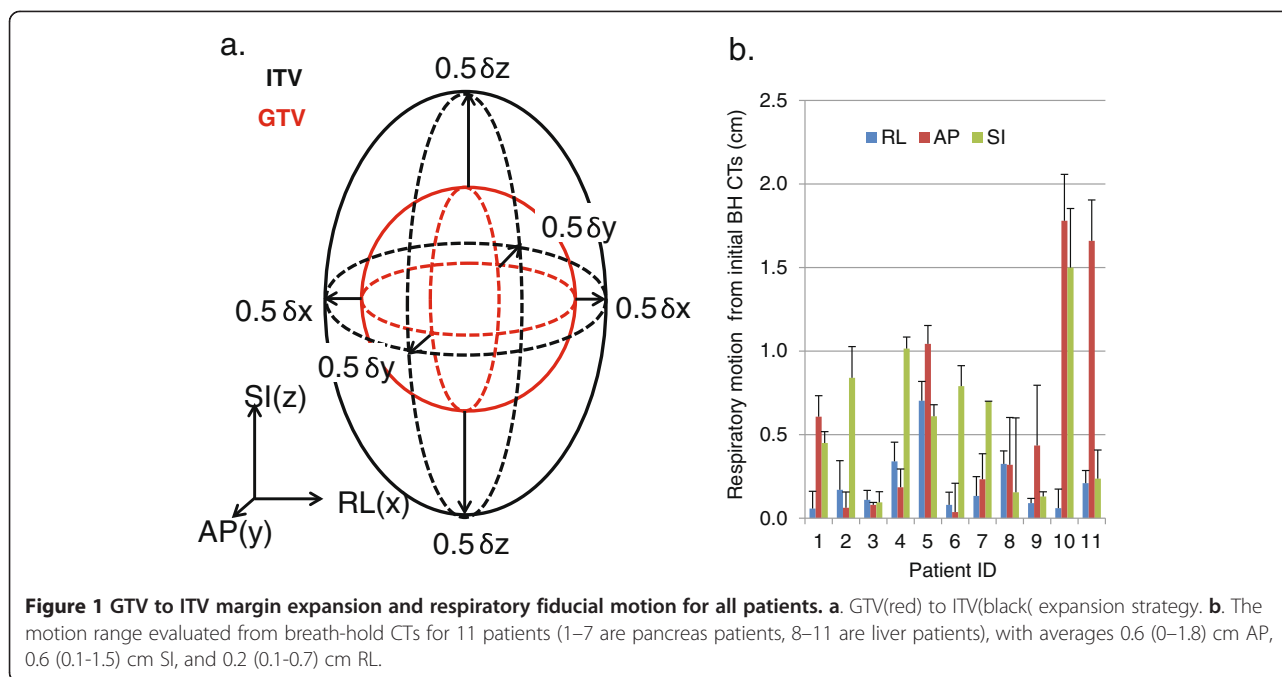 a.
ITV
GTV
0.5 δz
0.5 δy
0.5 δx
0.5 δx
0.5 δy
SI(z)
RL(x)
AP(y)
0.5 δz
b.
Respiratory motion from initial BH CTs (cm)
2.5
2.0
1.5
1.0
0.5
0.0
RL AP SI
1 2 3 4 5 6 7 8 9 10 11
Patient ID
Figure 1 GTV to ITV margin expansion and respiratory fiducial motion for all patients. a. GTV(red) to ITV(black( expansion strategy. b. The
motion range evaluated from breath-hold CTs for 11 patients (1–7 are pancreas patients, 8–11 are liver patients), with averages 0.6 (0–1.8) cm AP,
0.6 (0.1-1.5) cm SI, and 0.2 (0.1-0.7) cm RL.